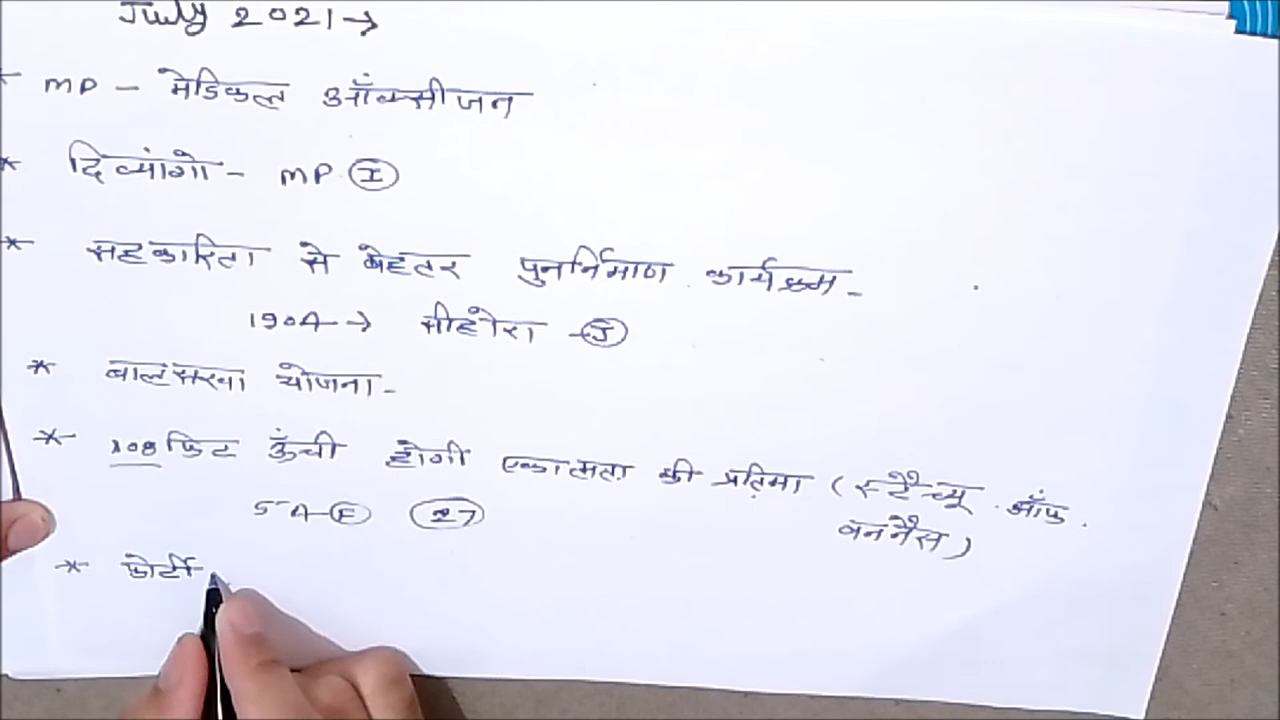 July 2021→
* MP - मेडिकल ऑक्सीजन
* दिव्यांगो - MP I
* सहकारिता से बेहतर पुनर्निमाण कार्यक्रम -
1904 → सीहोरा - J
* बालसखा योजना -
* 108 फिट ऊँची होगी एकात्मता की प्रतिमा (स्टैच्यू ऑफ
वननैस)
54 - F 27
* फोर्टी